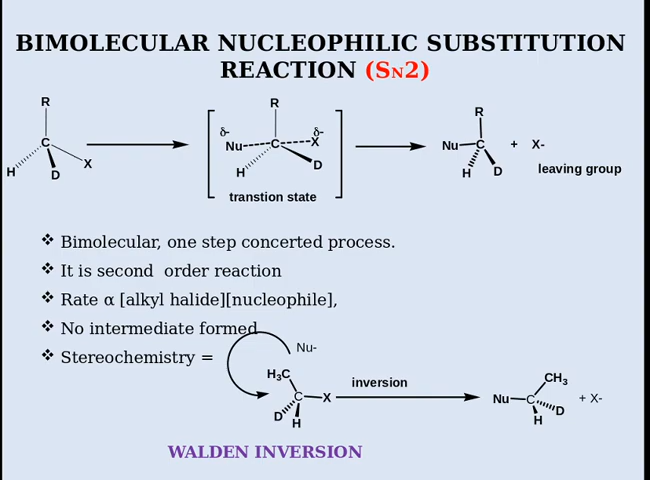 BIMOLECULAR NUCLEOPHILIC SUBSTITUTION
REACTION (SN2)
R
C
H
D
X
R
δ-
Nu
C
δ-
X
H
D
transtion state
R
Nu
C
+ X-
H
D
leaving group
❖ Bimolecular, one step concerted process.
❖ It is second order reaction
❖ Rate α [alkyl halide][nucleophile],
❖ No intermediate formed
❖ Stereochemistry =
Nu-
H₃C
C
X
D
H
inversion
CH₃
Nu
C
D
H
+ X-
WALDEN INVERSION